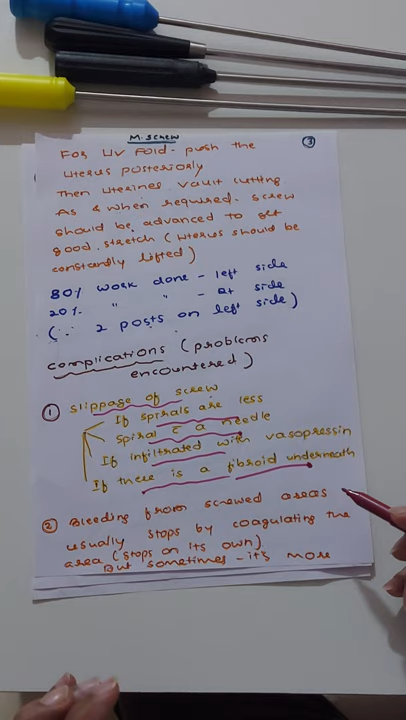 M. Screw
③
For UV Fold - push the
uterus posteriorly
Then uterines. Vault cutting
As & when required. Screw
should be advanced to get
good stretch (uterus should be
constantly lifted)
80% work done - left side
20% " " - Rt side
(∵ 2 posts on left side)
complications (problems
encountered)
① Slippage of screw
If spirals are less
Spiral c̄ a needle
If infiltrated with vasopressin
If there is a fibroid underneath
② Bleeding from screwed areas
usually stops by coagulating the
area (stops on its own)
But sometimes - it's more